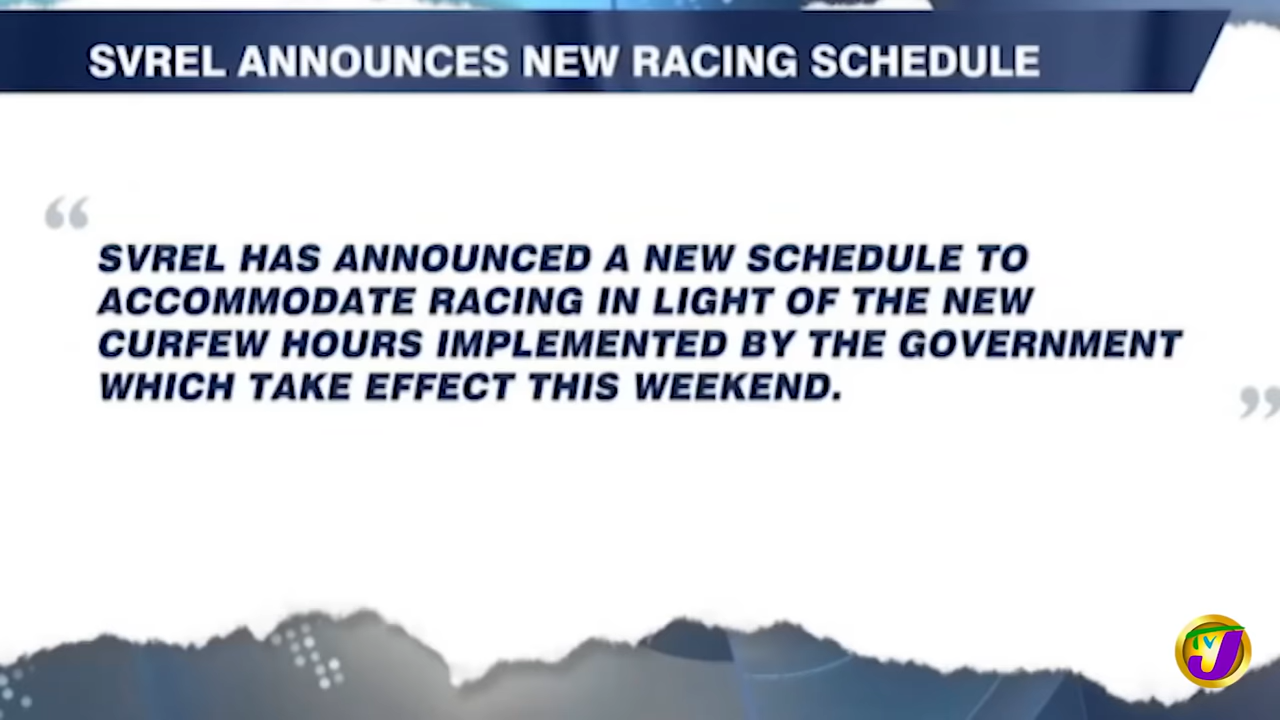 SVREL ANNOUNCES NEW RACING SCHEDULE
“
SVREL HAS ANNOUNCED A NEW SCHEDULE TO
ACCOMMODATE RACING IN LIGHT OF THE NEW
CURFEW HOURS IMPLEMENTED BY THE GOVERNMENT
WHICH TAKE EFFECT THIS WEEKEND.
”
TVJ